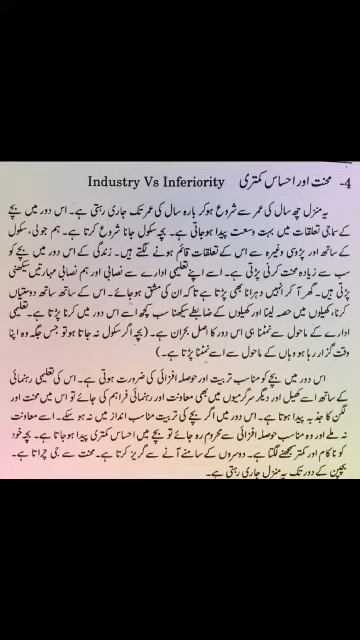 4- محنت اور احساس کمتری Industry Vs Inferiority
یہ منزل چھ سال کی عمر سے شروع ہوکر بارہ سال کی عمر تک جاری رہتی ہے۔ اس دور میں بچے
کے سماجی تعلقات میں بہت وسعت پیدا ہوجاتی ہے۔ بچہ سکول جانا شروع کرتا ہے۔ ہم جولی، سکول
کے ساتھ اور پڑوسی وغیرہ سے اس کے تعلقات قائم ہونے لگتے ہیں۔ زندگی کے اس دور میں بچے کو
سب سے زیادہ محنت کرنی پڑتی ہے۔ اسے اپنے تعلیمی ادارے سے نصابی اور ہم نصابی مہارتیں سیکھنی
پڑتی ہیں۔ گھر آ کر انہیں دہرانا بھی پڑتا ہے تا کہ ان کی مشق ہوجائے۔ اس کے ساتھ ساتھ دوستیاں
کرنا، کھیلوں میں حصہ لینا اور کھیلوں کے ضابطے سیکھنا سب کچھ اسے اس دور میں کرنا پڑتا ہے۔ تعلیمی
ادارے کے ماحول سے نمٹنا ہی اس دور کا اصل بحران ہے۔ (بچہ اگر سکول نہ جاتا ہو تو جس جگہ وہ اپنا
وقت گزار رہا ہو وہاں کے ماحول سے اسے نمٹنا پڑتا ہے۔)
اس دور میں بچے کو مناسب تربیت اور حوصلہ افزائی کی ضرورت ہوتی ہے۔ اس کی تعلیمی رہنمائی
کے ساتھ اسے کھیل اور دیگر سرگرمیوں میں بھی معاونت اور رہنمائی فراہم کی جائے تو اس میں محنت اور
لگن کا جذبہ پیدا ہوتا ہے۔ اس دور میں اگر بچے کی تربیت مناسب انداز میں نہ ہو سکے۔ اسے معاونت
نہ ملے اور وہ مناسب حوصلہ افزائی سے محروم رہ جائے تو بچے میں احساس کمتری پیدا ہوجاتا ہے۔ بچہ خود
کو ناکام اور کمتر سمجھنے لگتا ہے۔ دوسروں کے سامنے آنے سے گریز کرتا ہے۔ محنت سے جی چراتا ہے۔
بچپن کے دور تک یہ منزل جاری رہتی ہے۔